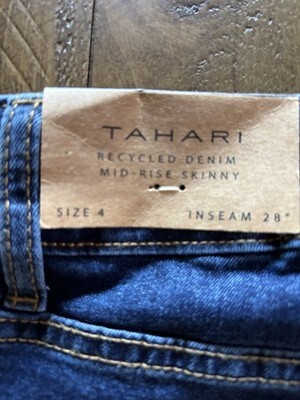 TAHARI
RECYCLED DENIM
MID-RISE SKINNY
SIZE 4 INSEAM 28"